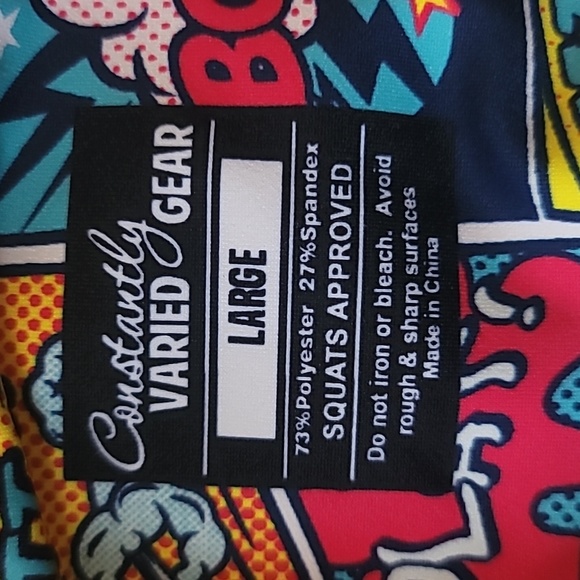 Constantly
VARIED GEAR
LARGE
73%Polyester 27%Spandex
SQUATS APPROVED
Do not iron or bleach. Avoid
rough & sharp surfaces
Made in China
BO